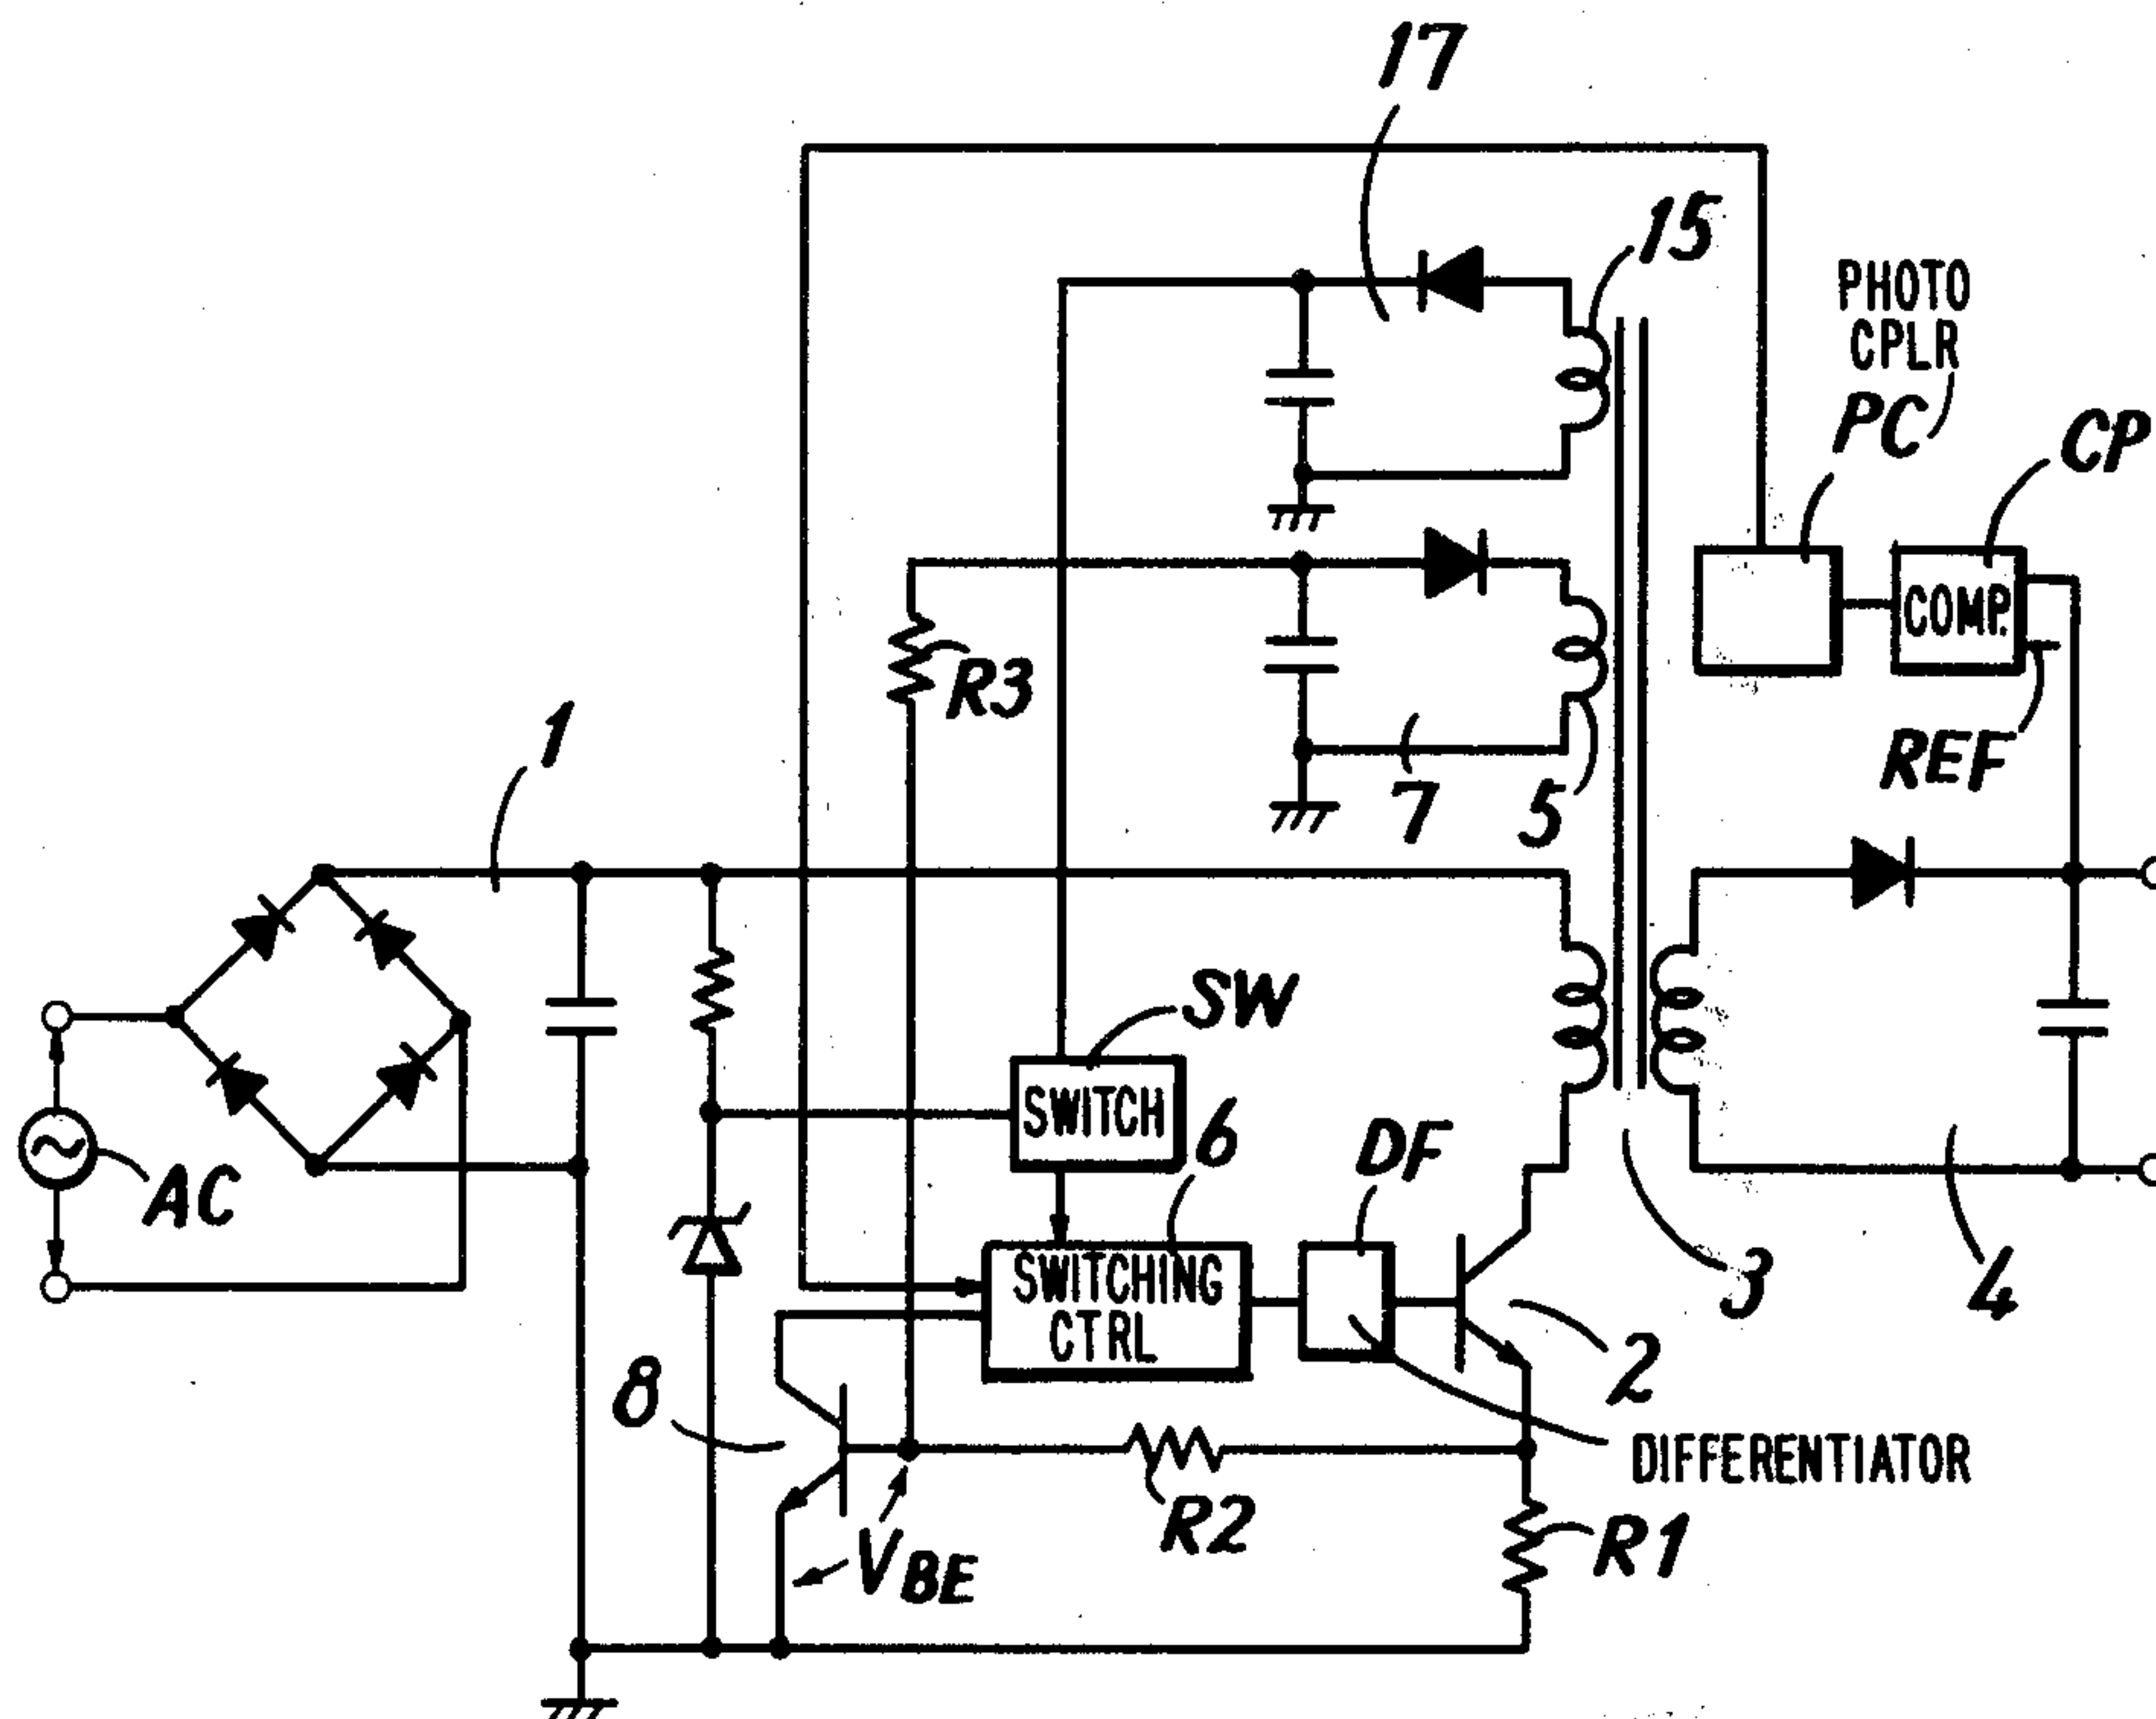 17
15
PHOTO
CPLR
PC
CP
COMP.
R3
REF
1
7
5
SW
SWITCH
6
DF
AC
SWITCHING
CTRL
3
4
2
8
DIFFERENTIATOR
R2
R1
VBE